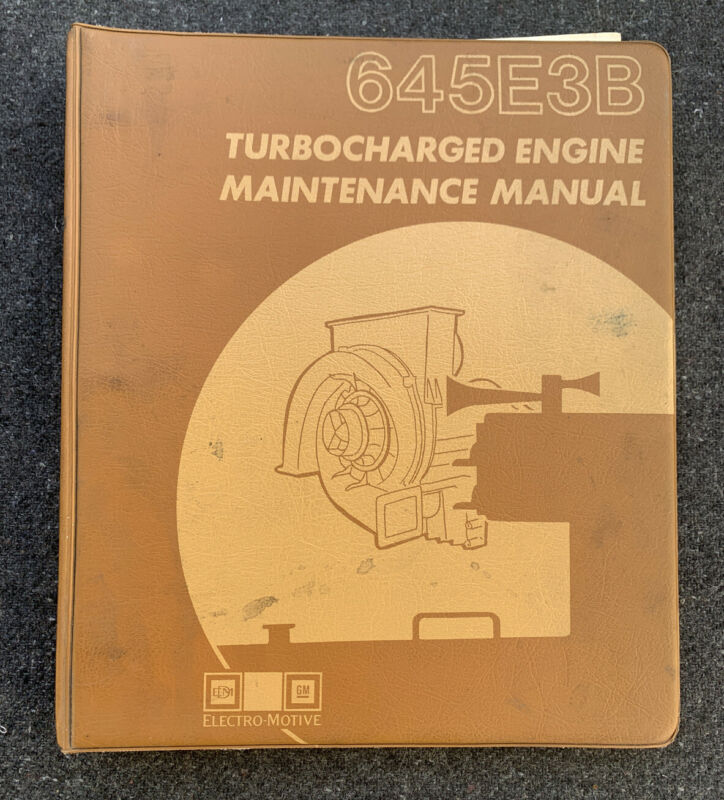 645E3B
TURBOCHARGED ENGINE
MAINTENANCE MANUAL
EMD
GM
ELECTRO-MOTIVE